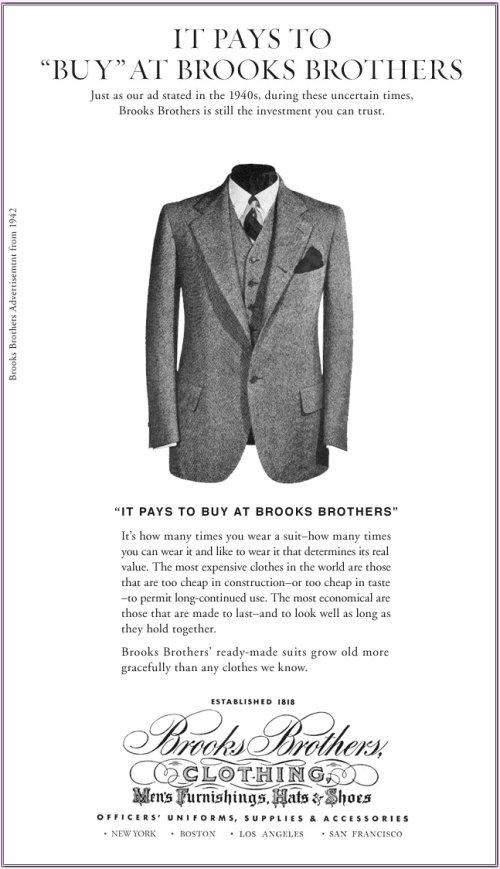 IT PAYS TO
“BUY” AT BROOKS BROTHERS
Just as our ad stated in the 1940s, during these uncertain times,
Brooks Brothers is still the investment you can trust.
Brooks Brothers Advertisemtnt from 1942
“IT PAYS TO BUY AT BROOKS BROTHERS”
It’s how many times you wear a suit–how many times
you can wear it and like to wear it that determines its real
value. The most expensive clothes in the world are those
that are too cheap in construction–or too cheap in taste
–to permit long-continued use. The most economical are
those that are made to last–and to look well as long as
they hold together.
Brooks Brothers’ ready-made suits grow old more
gracefully than any clothes we know.
ESTABLISHED 1818
Brooks Brothers,
CLOTHING,
Men’s Furnishings, Hats & Shoes
OFFICERS’ UNIFORMS, SUPPLIES & ACCESSORIES
• NEW YORK • BOSTON • LOS ANGELES • SAN FRANCISCO